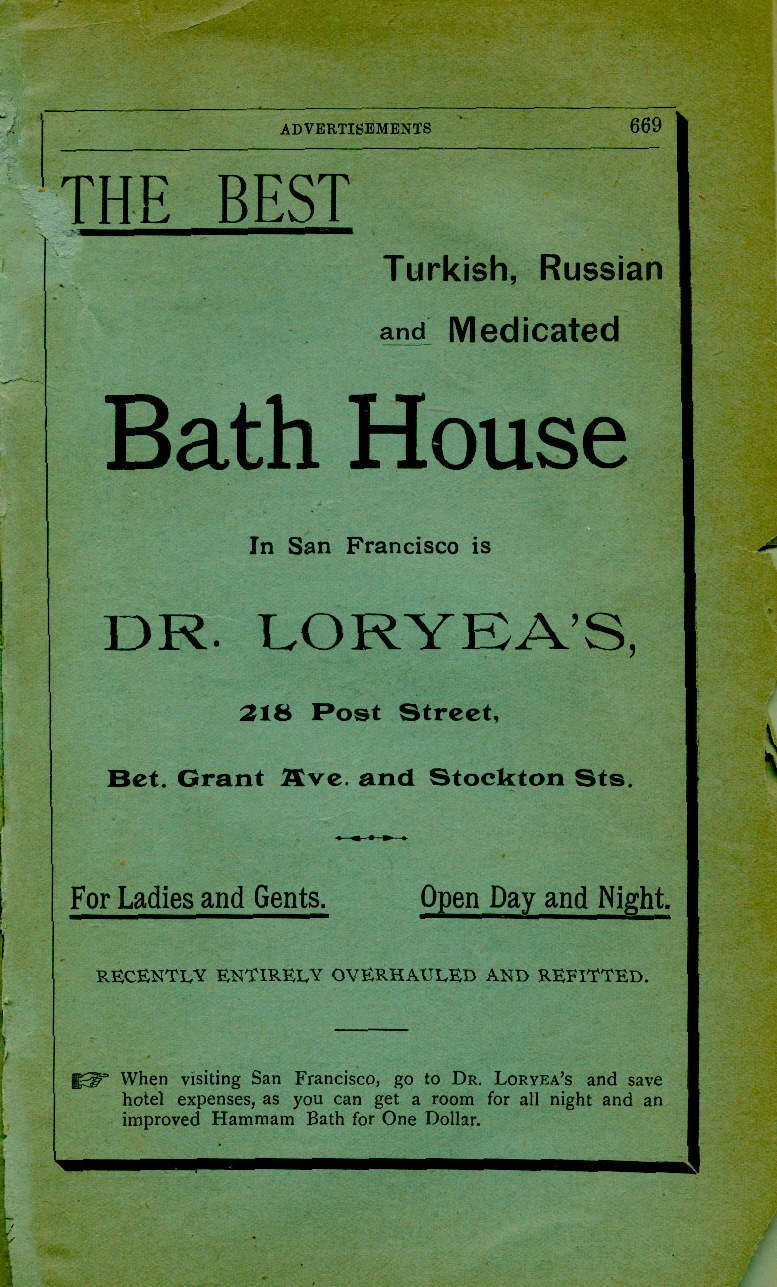 ADVERTISEMENTS 669
THE BEST
Turkish, Russian
and Medicated
Bath House
In San Francisco is
DR. LORYEA'S,
218 Post Street,
Bet. Grant Ave. and Stockton Sts.
For Ladies and Gents. Open Day and Night.
RECENTLY ENTIRELY OVERHAULED AND REFITTED.
☞ When visiting San Francisco, go to DR. LORYEA'S and save
hotel expenses, as you can get a room for all night and an
improved Hammam Bath for One Dollar.